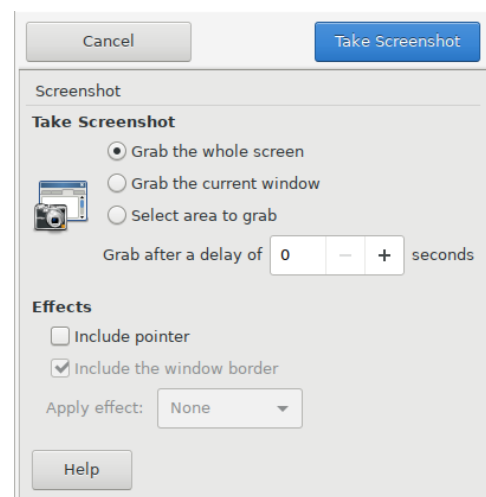 Cancel Take Screenshot
Screenshot
Take Screenshot
Grab the whole screen
Grab the current window
Select area to grab
Grab after a delay of 0 − + seconds
Effects
Include pointer
Include the window border
Apply effect: None
Help